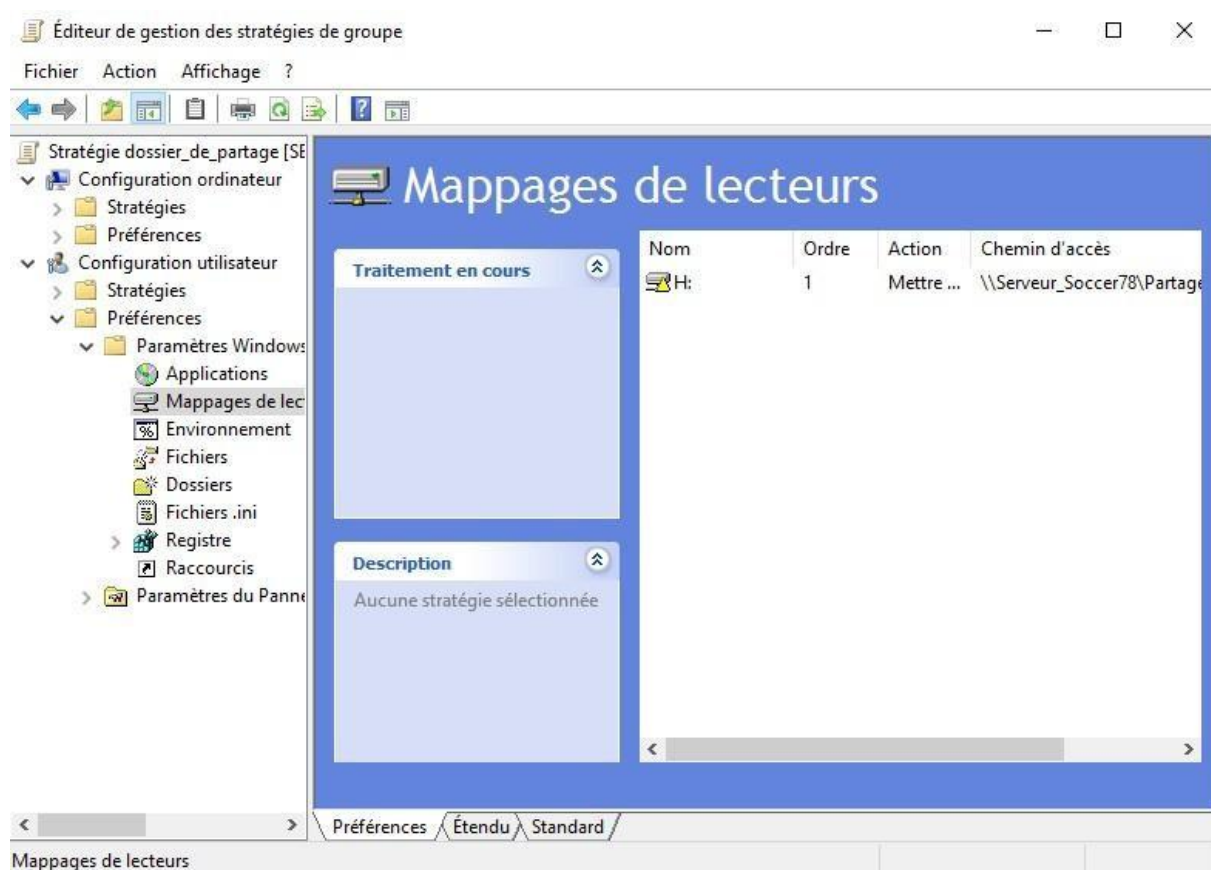 Éditeur de gestion des stratégies de groupe
Fichier Action Affichage ?
Stratégie dossier_de_partage [SE
Configuration ordinateur
Stratégies
Préférences
Configuration utilisateur
Stratégies
Préférences
Paramètres Windows
Applications
Mappages de lec
Environnement
Fichiers
Dossiers
Fichiers .ini
Registre
Raccourcis
Paramètres du Panne
Mappages de lecteurs
Traitement en cours
Description
Aucune stratégie sélectionnée
Nom Ordre Action Chemin d'accès
H: 1 Mettre ... \\Serveur_Soccer78\Partage
Préférences Étendu Standard
Mappages de lecteurs